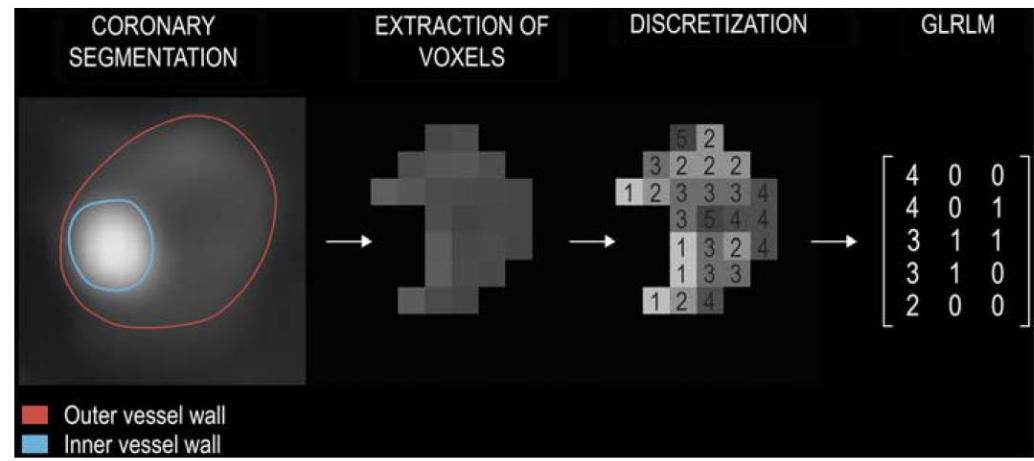 CORONARY
SEGMENTATION
EXTRACTION OF
VOXELS
DISCRETIZATION
GLRLM
5 2
3 2 2 2
1 2 3 3 3 4
3 5 4 4
1 3 2 4
1 3 3
1 2 4
4 0 0
4 0 1
3 1 1
3 1 0
2 0 0
Outer vessel wall
Inner vessel wall